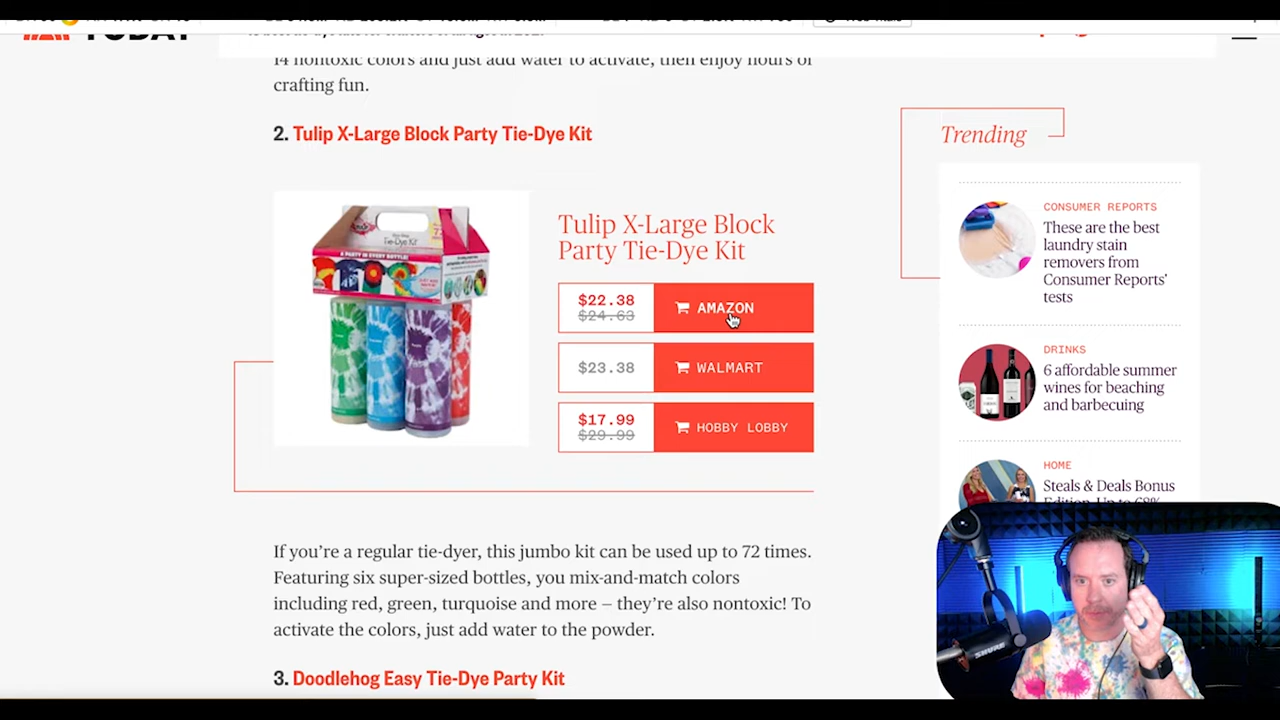 TODAY
14 nontoxic colors and just add water to activate, then enjoy hours of
crafting fun.
2. Tulip X-Large Block Party Tie-Dye Kit
Tie-Dye Kit
Tulip X-Large Block
Party Tie-Dye Kit
$22.38
$24.63
AMAZON
$23.38
WALMART
$17.99
$29.99
HOBBY LOBBY
If you’re a regular tie-dyer, this jumbo kit can be used up to 72 times.
Featuring six super-sized bottles, you mix-and-match colors
including red, green, turquoise and more — they’re also nontoxic! To
activate the colors, just add water to the powder.
3. Doodlehog Easy Tie-Dye Party Kit
Trending
CONSUMER REPORTS
These are the best
laundry stain
removers from
Consumer Reports’
tests
DRINKS
6 affordable summer
wines for beaching
and barbecuing
HOME
Steals & Deals Bonus
SHURE